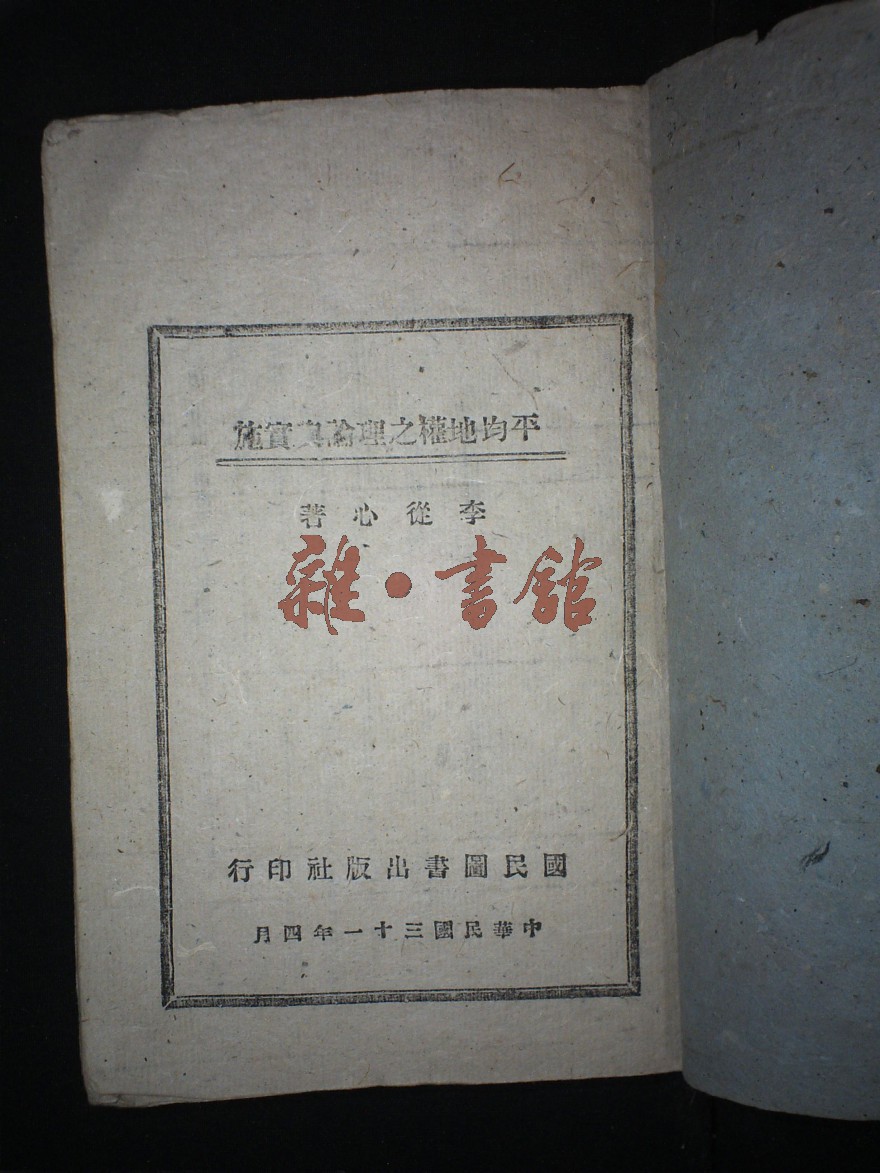 平均地權之理論與實施
李從心著
雜·書館
國民圖書出版社印行
中華民國三十一年四月